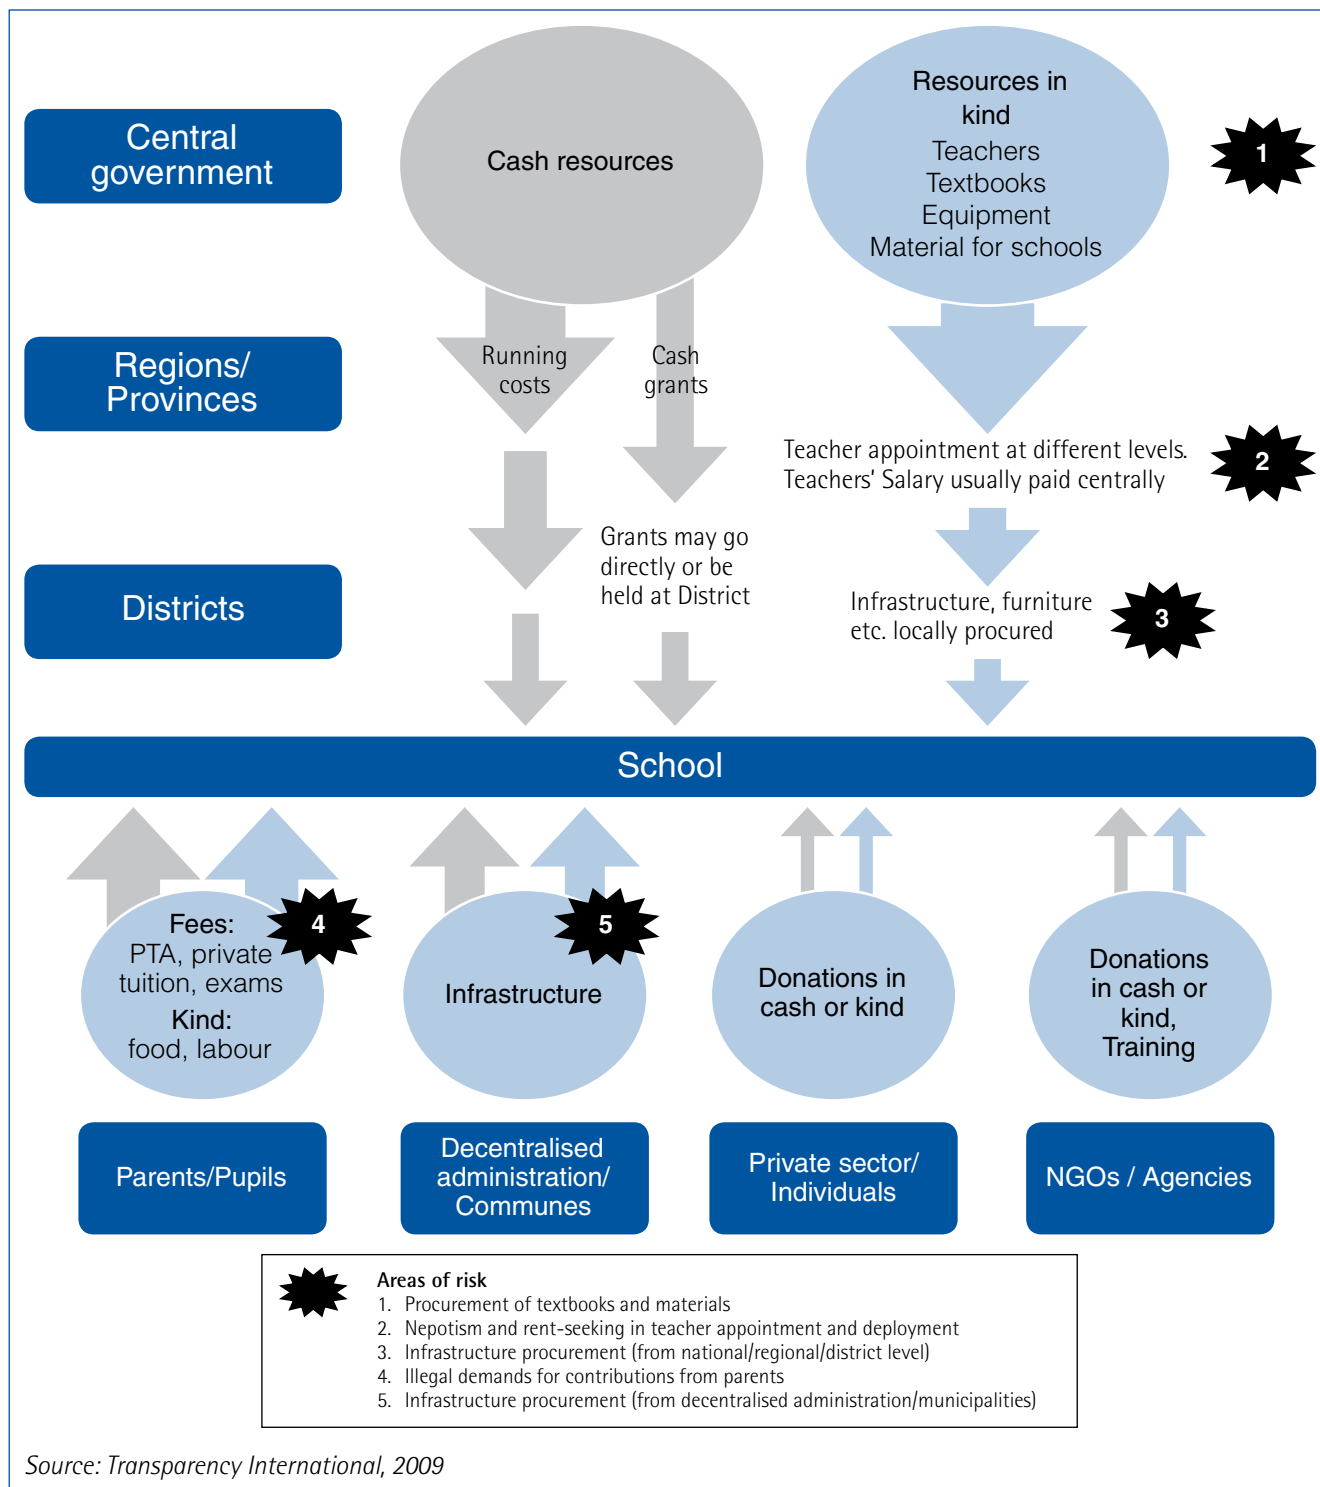 Central
government
Cash resources
Resources in
kind
Teachers
Textbooks
Equipment
Material for schools
1
Regions/
Provinces
Running
costs
Cash
grants
Teacher appointment at different levels.
Teachers' Salary usually paid centrally
2
Districts
Grants may go
directly or be
held at District
Infrastructure, furniture
etc. locally procured
3
School
Fees:
PTA, private
tuition, exams
Kind:
food, labour
4
Infrastructure
5
Donations in
cash or kind
Donations
in cash or
kind,
Training
Parents/Pupils
Decentralised
administration/
Communes
Private sector/
Individuals
NGOs / Agencies
Areas of risk
1. Procurement of textbooks and materials
2. Nepotism and rent-seeking in teacher appointment and deployment
3. Infrastructure procurement (from national/regional/district level)
4. Illegal demands for contributions from parents
5. Infrastructure procurement (from decentralised administration/municipalities)
Source: Transparency International, 2009